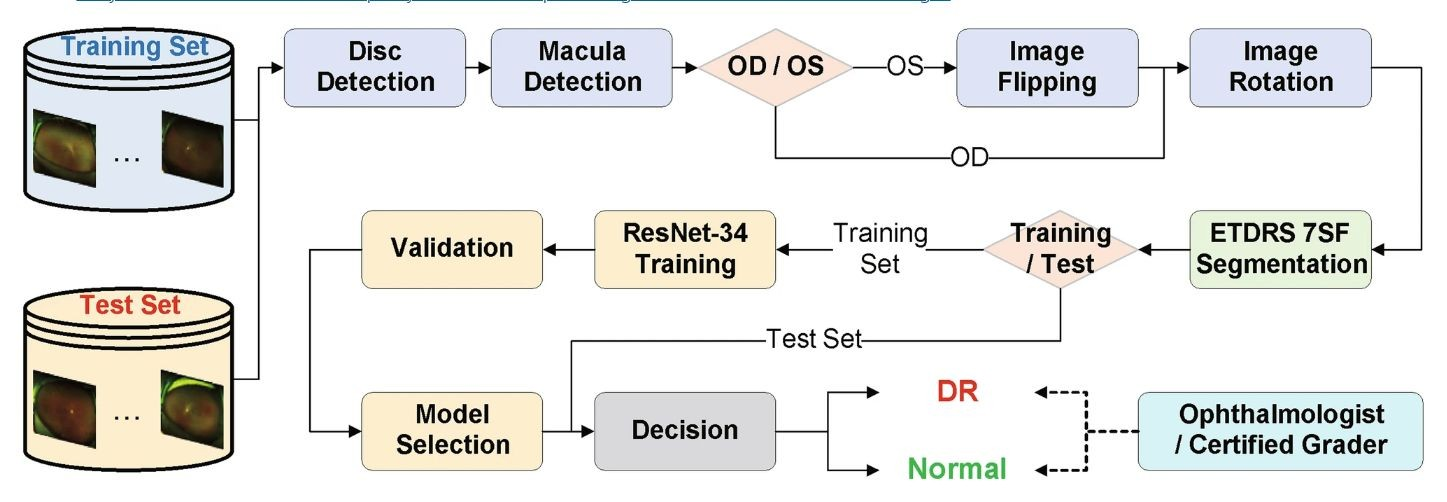 Training Set
...
Disc
Detection
Macula
Detection
OD / OS
OS
Image
Flipping
Image
Rotation
OD
Validation
ResNet-34
Training
Training
Set
Training
/ Test
ETDRS 7SF
Segmentation
Test Set
...
Test Set
Model
Selection
Decision
DR
Normal
Ophthalmologist
/ Certified Grader